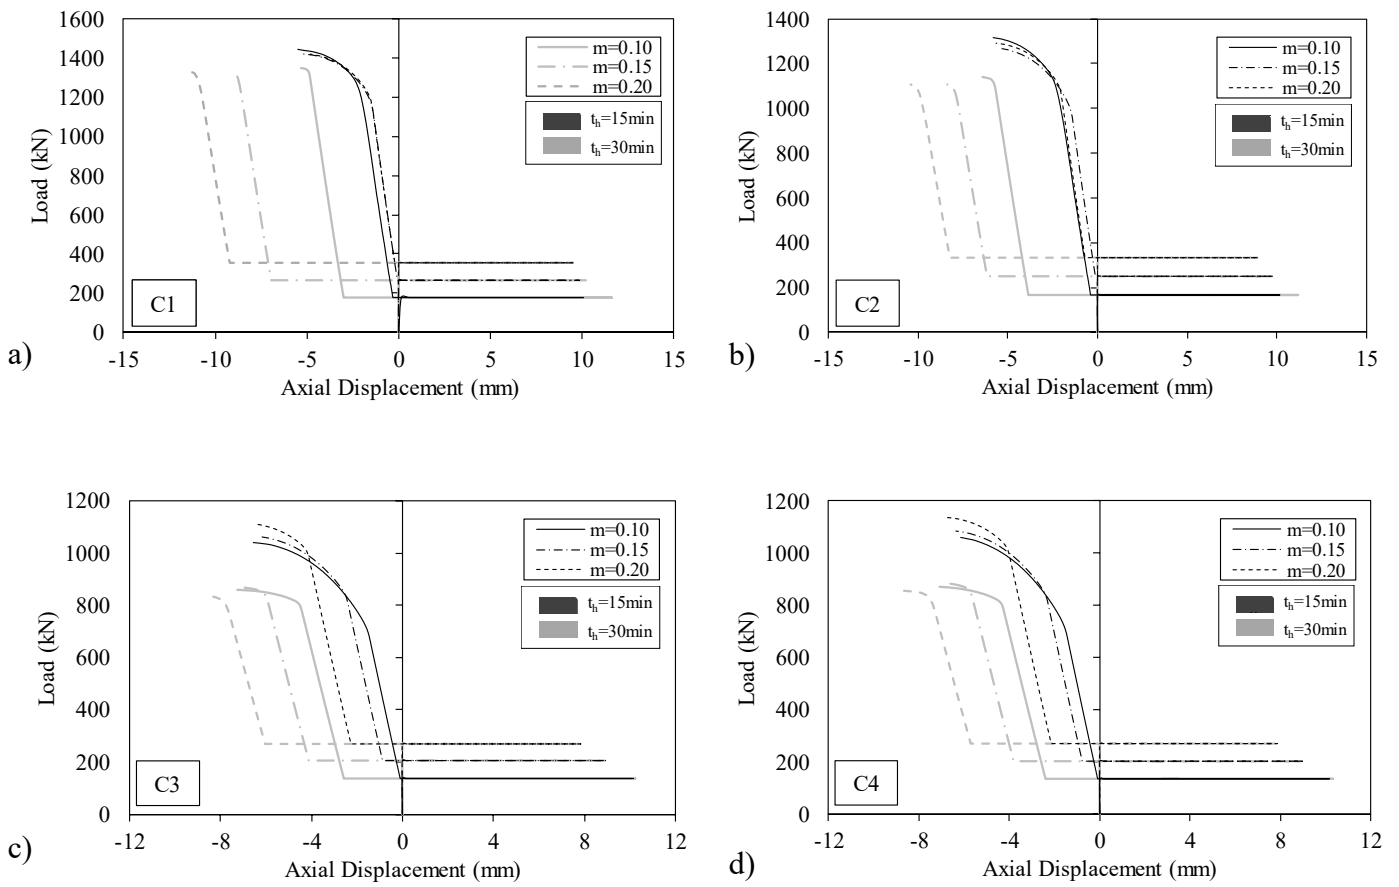 1600
1400
1200
1000
800
600
400
200
0
-15 -10 -5 0 5 10 15
Load (kN)
Axial Displacement (mm)
m=0.10
m=0.15
m=0.20
th=15min
th=30min
C1
a)
1400
1200
1000
800
600
400
200
0
-15 -10 -5 0 5 10 15
Load (kN)
Axial Displacement (mm)
m=0.10
m=0.15
m=0.20
th=15min
th=30min
C2
b)
1200
1000
800
600
400
200
0
-12 -8 -4 0 4 8 12
Load (kN)
Axial Displacement (mm)
m=0.10
m=0.15
m=0.20
th=15min
th=30min
C3
c)
1200
1000
800
600
400
200
0
-12 -8 -4 0 4 8 12
Load (kN)
Axial Displacement (mm)
m=0.10
m=0.15
m=0.20
th=15min
th=30min
C4
d)